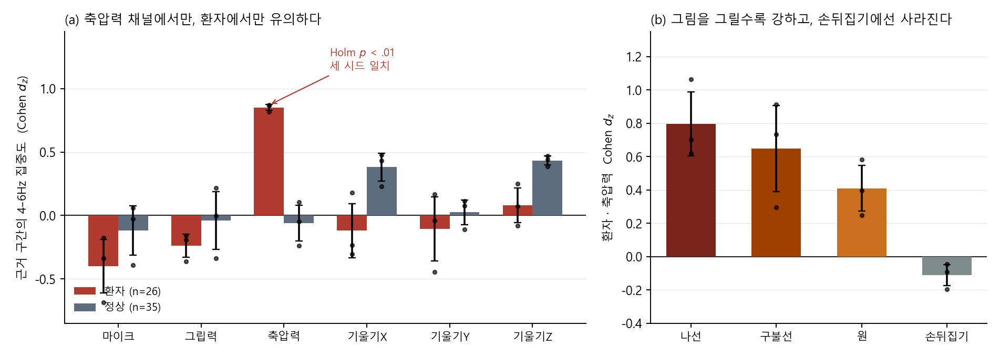 (a) 축압력 채널에서만, 환자에서만 유의하다
근거 구간의 4–6Hz 집중도 (Cohen dz)
1.0
0.5
0.0
-0.5
Holm p < .01
세 시드 일치
환자 (n=26)
정상 (n=35)
마이크 그립력 축압력 기울기X 기울기Y 기울기Z
(b) 그림을 그릴수록 강하고, 손뒤집기에선 사라진다
환자 · 축압력 Cohen dz
1.2
1.0
0.8
0.6
0.4
0.2
0.0
-0.2
-0.4
나선 구불선 원 손뒤집기